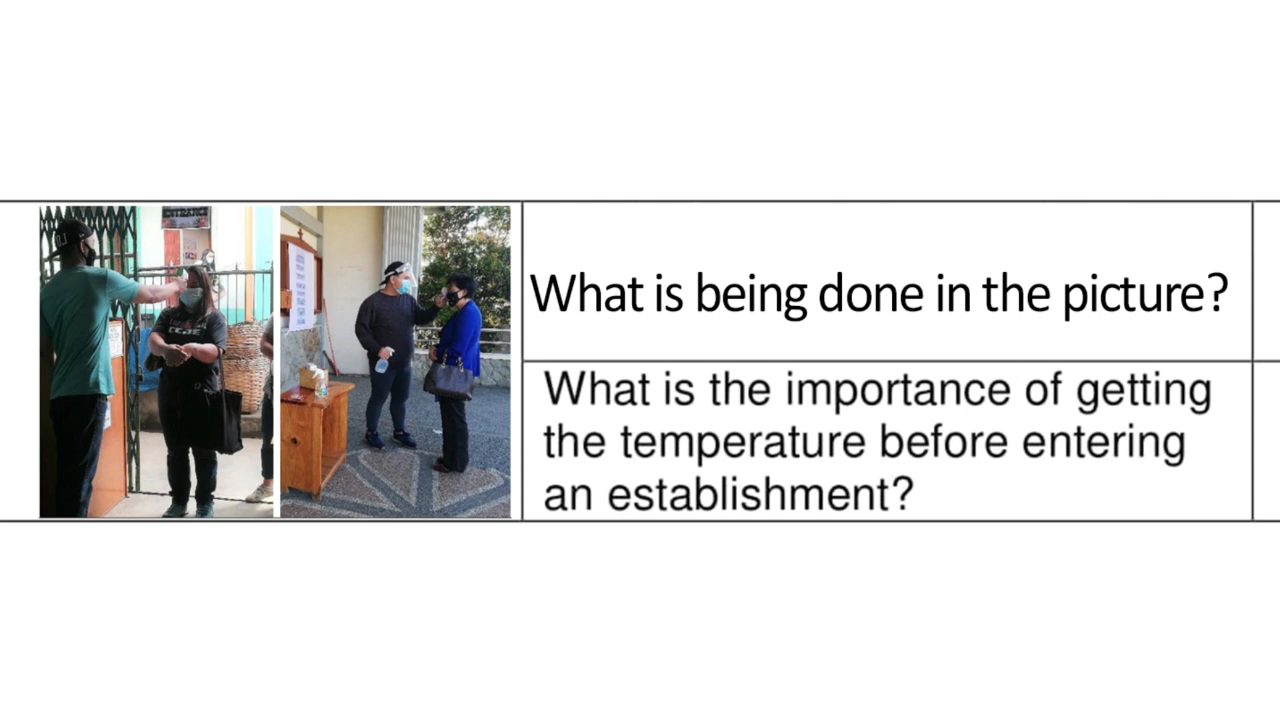 ENTRANCE
What is being done in the picture?
What is the importance of getting
the temperature before entering
an establishment?